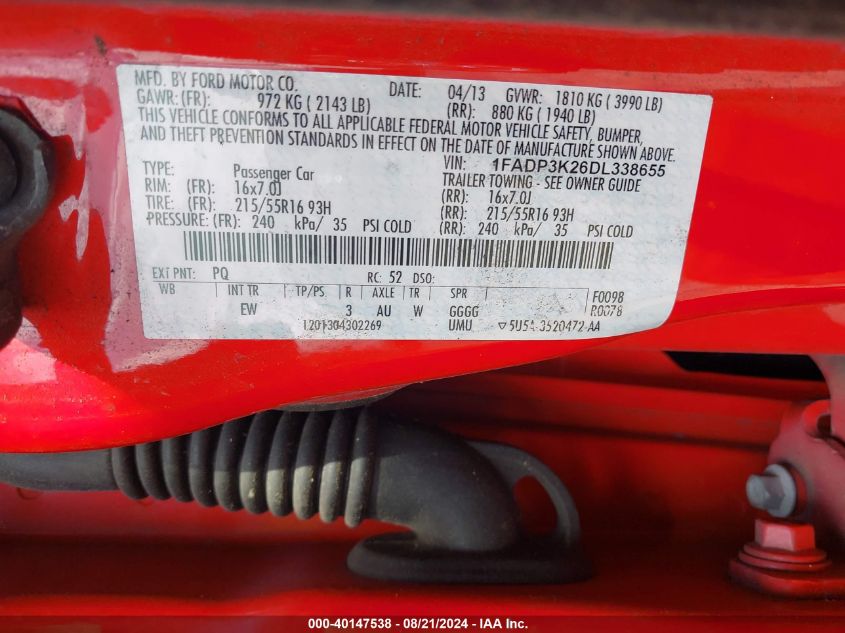 MFD. BY FORD MOTOR CO. DATE: 04/13 GVWR: 1810 KG ( 3990 LB)
GAWR: (FR): 972 KG ( 2143 LB) (RR): 880 KG ( 1940 LB)
THIS VEHICLE CONFORMS TO ALL APPLICABLE FEDERAL MOTOR VEHICLE SAFETY, BUMPER,
AND THEFT PREVENTION STANDARDS IN EFFECT ON THE DATE OF MANUFACTURE SHOWN ABOVE.
VIN: 1FADP3K26DL338655
TYPE: Passenger Car TRAILER TOWING - SEE OWNER GUIDE
RIM: (FR): 16x7.0J (RR): 16x7.0J
TIRE: (FR): 215/55R16 93H (RR): 215/55R16 93H
PRESSURE: (FR): 240 kPa/ 35 PSI COLD (RR): 240 kPa/ 35 PSI COLD
EXT PNT: PQ RC: 52 DSO:
WB INT TR TP/PS R AXLE TR SPR F0098
EW 3 AU W GGGG R0078
1201304302269 UMU ▽5U5A-3520472-AA
000-40147538 - 08/21/2024 - IAA Inc.